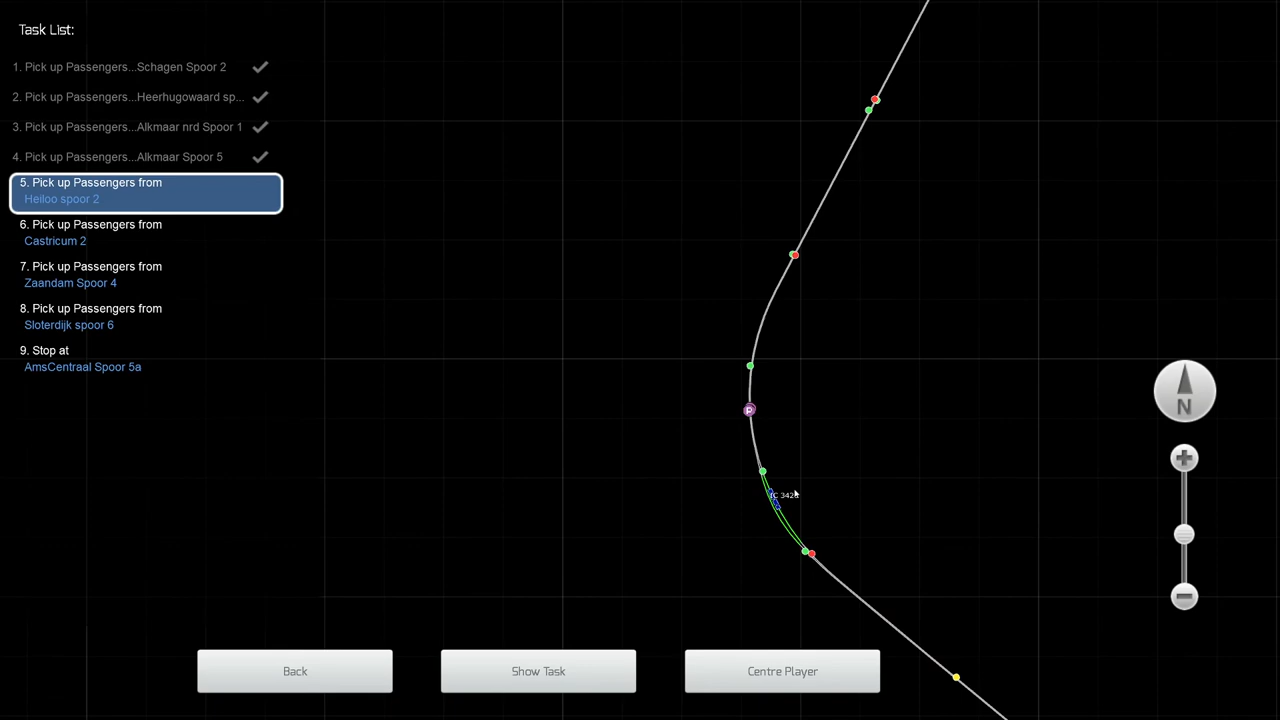 Task List:
1. Pick up Passengers...Schagen Spoor 2
2. Pick up Passengers...Heerhugowaard sp...
3. Pick up Passengers...Alkmaar nrd Spoor 1
4. Pick up Passengers...Alkmaar Spoor 5
5. Pick up Passengers from
Heiloo spoor 2
6. Pick up Passengers from
Castricum 2
7. Pick up Passengers from
Zaandam Spoor 4
8. Pick up Passengers from
Sloterdijk spoor 6
9. Stop at
AmsCentraal Spoor 5a
P
IC
N
Back
Show Task
Centre Player